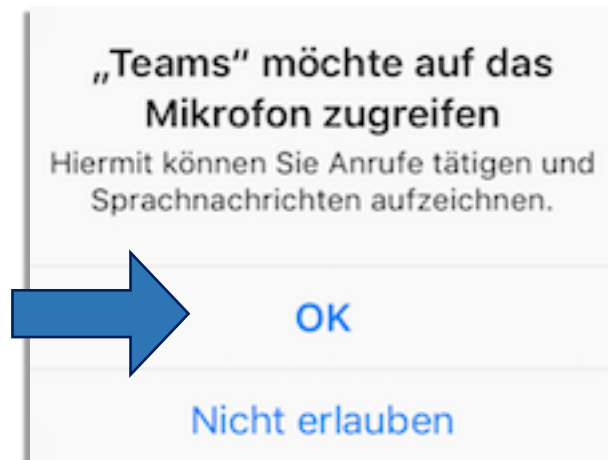 „Teams“ möchte auf das
Mikrofon zugreifen
Hiermit können Sie Anrufe tätigen und
Sprachnachrichten aufzeichnen.
OK
Nicht erlauben